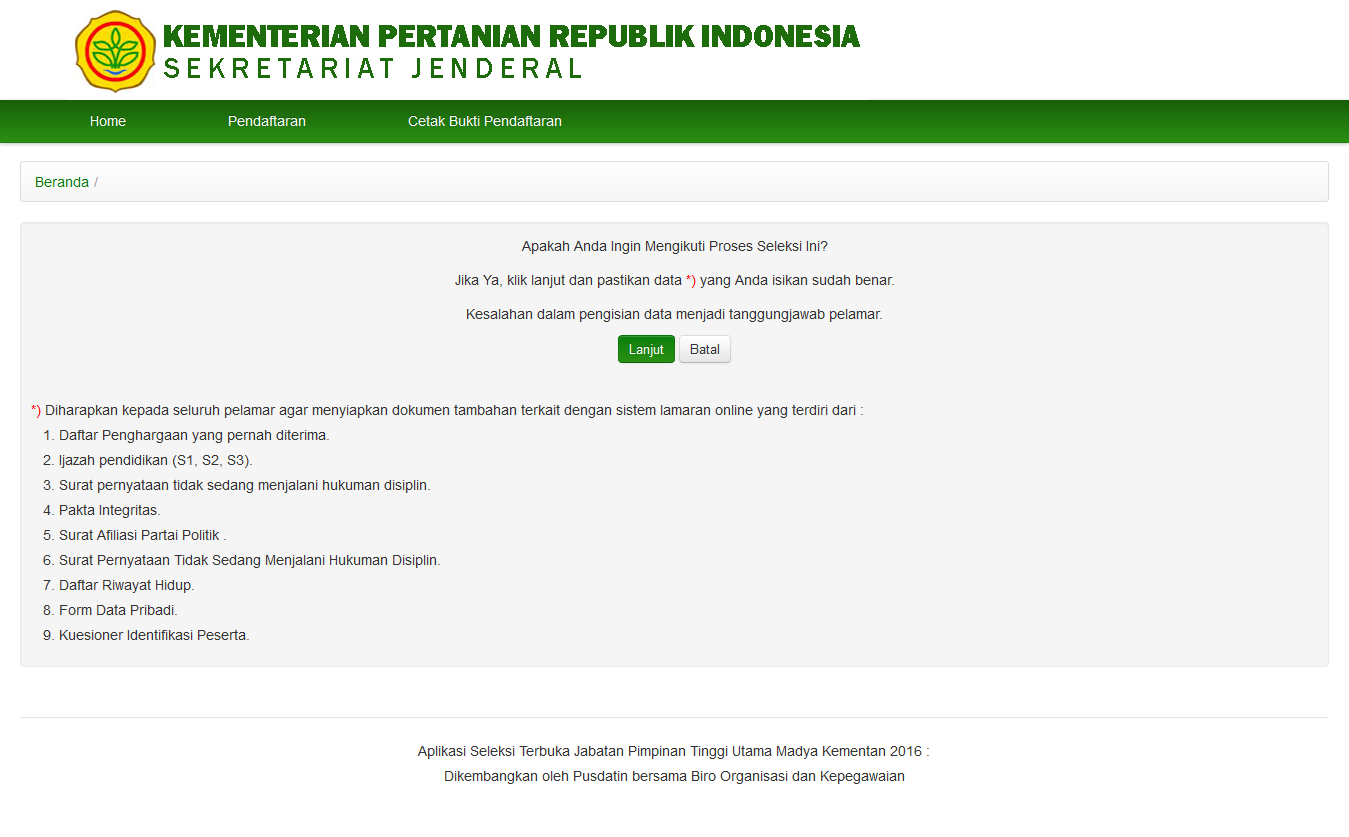 KEMENTERIAN PERTANIAN REPUBLIK INDONESIA
SEKRETARIAT JENDERAL
Home Pendaftaran Cetak Bukti Pendaftaran
Beranda /
Apakah Anda Ingin Mengikuti Proses Seleksi Ini?
Jika Ya, klik lanjut dan pastikan data *) yang Anda isikan sudah benar.
Kesalahan dalam pengisian data menjadi tanggungjawab pelamar.
Lanjut Batal
*) Diharapkan kepada seluruh pelamar agar menyiapkan dokumen tambahan terkait dengan sistem lamaran online yang terdiri dari :
1. Daftar Penghargaan yang pernah diterima.
2. Ijazah pendidikan (S1, S2, S3).
3. Surat pernyataan tidak sedang menjalani hukuman disiplin.
4. Pakta Integritas.
5. Surat Afiliasi Partai Politik .
6. Surat Pernyataan Tidak Sedang Menjalani Hukuman Disiplin.
7. Daftar Riwayat Hidup.
8. Form Data Pribadi.
9. Kuesioner Identifikasi Peserta.
Aplikasi Seleksi Terbuka Jabatan Pimpinan Tinggi Utama Madya Kementan 2016 :
Dikembangkan oleh Pusdatin bersama Biro Organisasi dan Kepegawaian